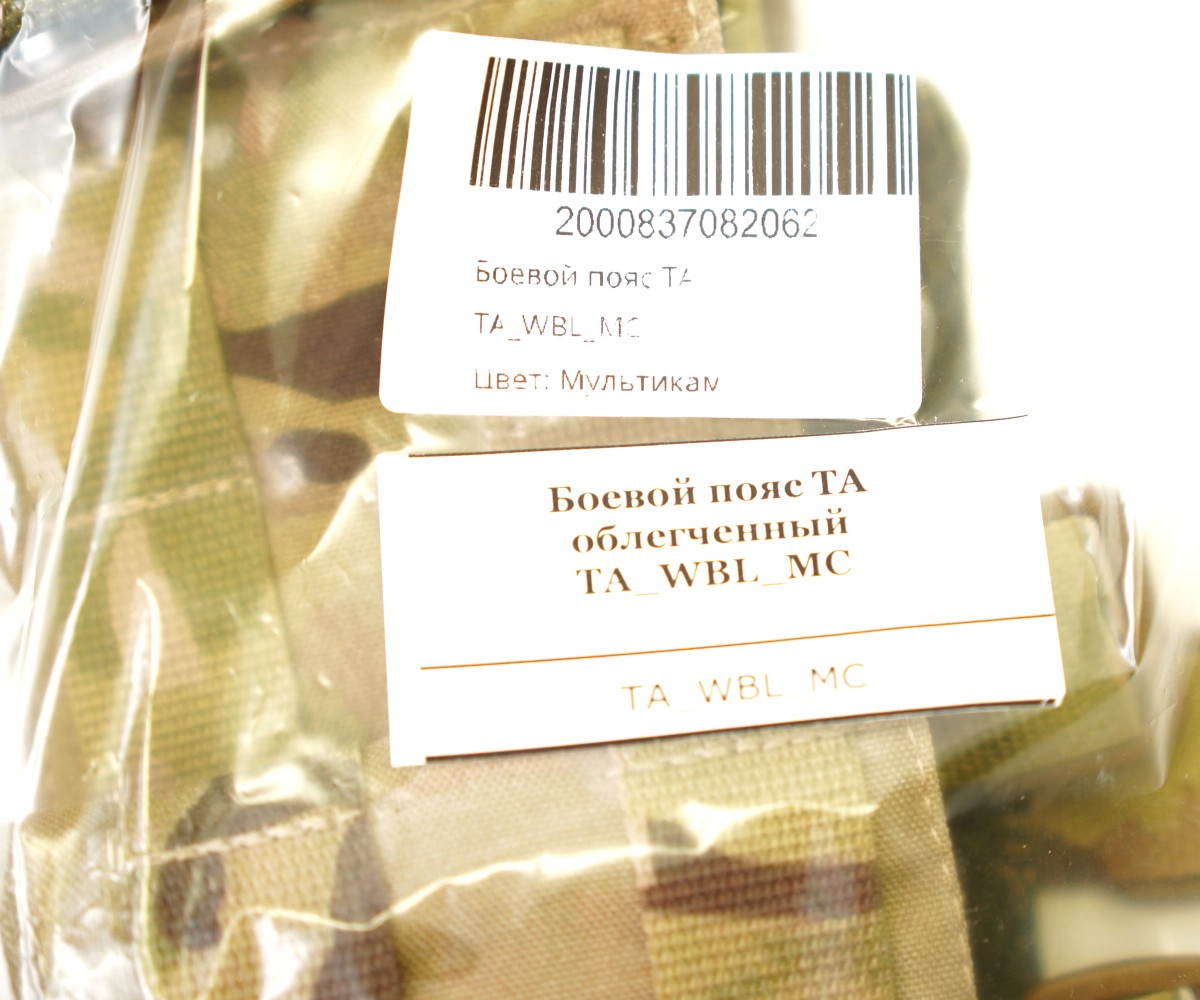 2000837082062
Боевой пояс ТА
TA_WBL_MC
Цвет: Мультикам
Боевой пояс ТА
облегченный
TA_WBL_MC
TA_WBL_MC